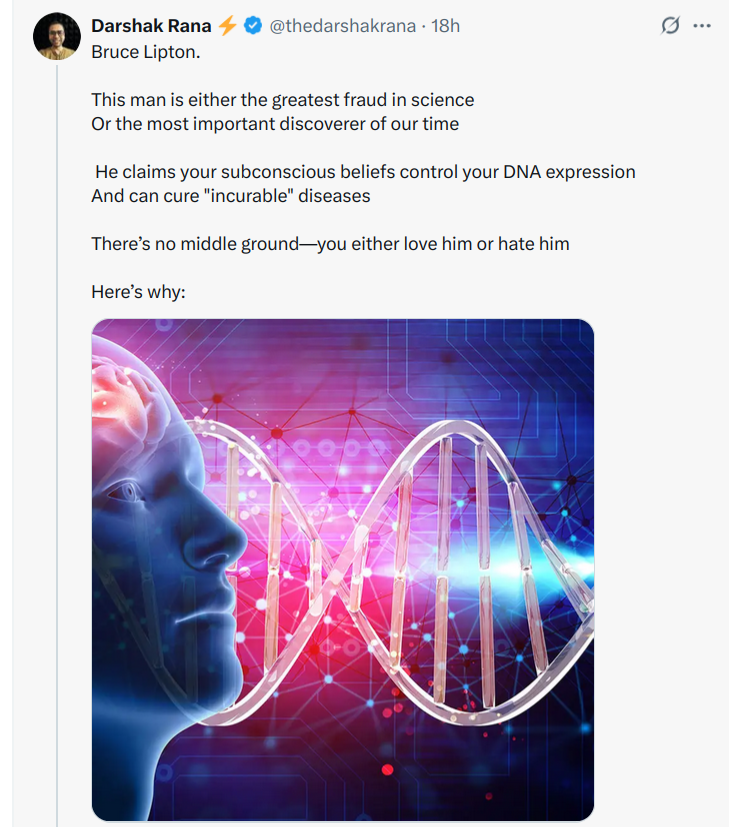 Darshak Rana ⚡ @thedarshakrana · 18h
Bruce Lipton.
This man is either the greatest fraud in science
Or the most important discoverer of our time
He claims your subconscious beliefs control your DNA expression
And can cure "incurable" diseases
There’s no middle ground—you either love him or hate him
Here’s why: